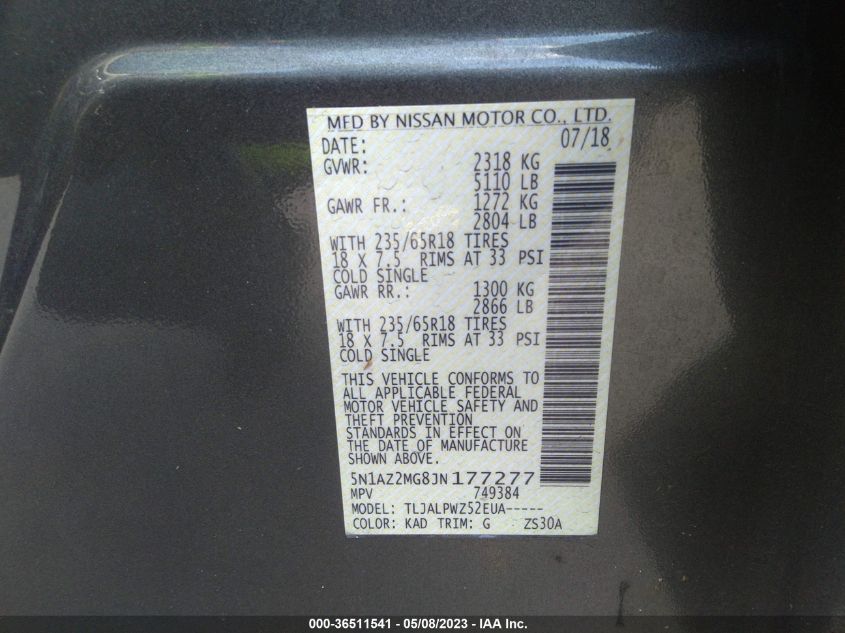 MFD BY NISSAN MOTOR CO., LTD.
DATE: 07/18
GVWR: 2318 KG
5110 LB
GAWR FR.: 1272 KG
2804 LB
WITH 235/65R18 TIRES
18 X 7.5 RIMS AT 33 PSI
COLD SINGLE
GAWR RR.: 1300 KG
2866 LB
WITH 235/65R18 TIRES
18 X 7.5 RIMS AT 33 PSI
COLD SINGLE
THIS VEHICLE CONFORMS TO
ALL APPLICABLE FEDERAL
MOTOR VEHICLE SAFETY AND
THEFT PREVENTION
STANDARDS IN EFFECT ON
THE DATE OF MANUFACTURE
SHOWN ABOVE.
5N1AZ2MG8JN177277
MPV 749384
MODEL: TLJALPWZ52EUA-----
COLOR: KAD TRIM: G ZS30A
000-36511541 - 05/08/2023 - IAA Inc.